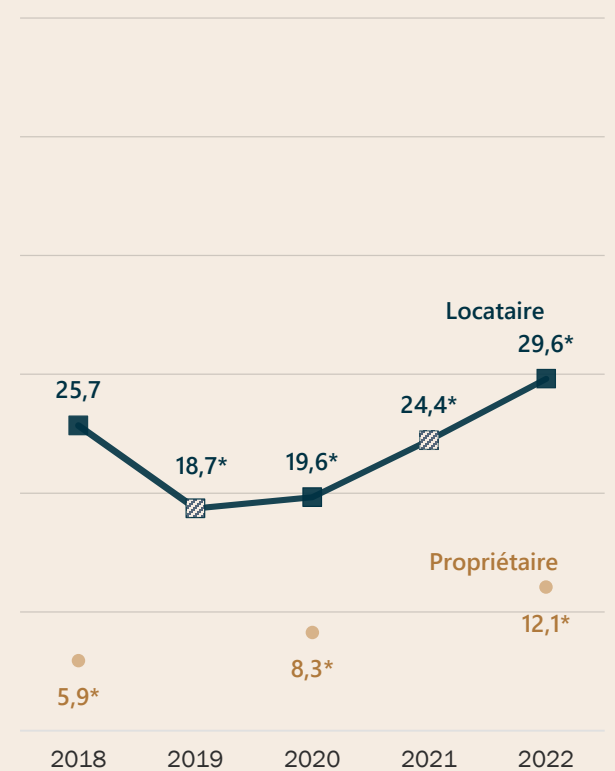 Locataire
29,6*
25,7
24,4*
18,7*
19,6*
Propriétaire
12,1*
8,3*
5,9*
2018 2019 2020 2021 2022